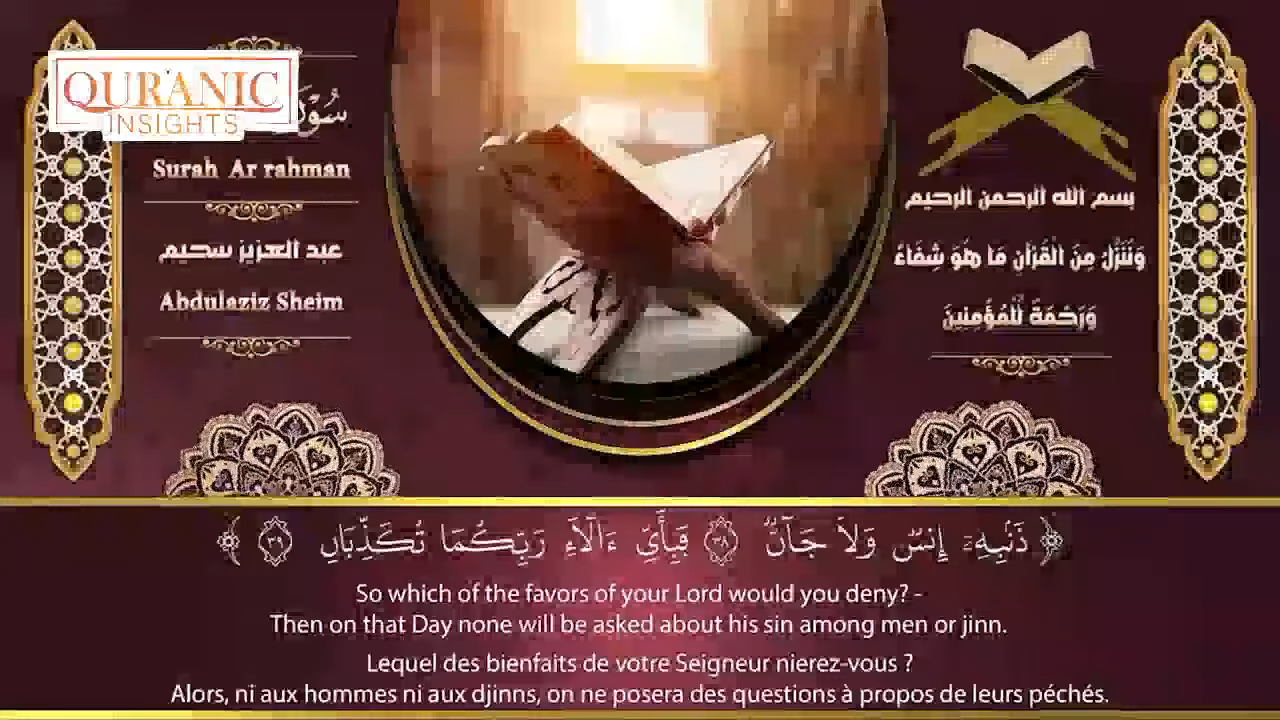 QURANIC
INSIGHTS
Surah Ar rahman
عبد العزيز سحيم
Abdulaziz Sheim
بسم الله الرحمن الرحيم
وَنُنَزِّلُ مِنَ الْقُرْآنِ مَا هُوَ شِفَاءٌ
وَرَحْمَةٌ لِّلْمُؤْمِنِينَ
ذَنۢبِهِۦٓ إِنسٌ وَلَا جَآنٌّ ٣٨ فَبِأَىِّ ءَالَآءِ رَبِّكُمَا تُكَذِّبَانِ ٣٩
So which of the favors of your Lord would you deny? -
Then on that Day none will be asked about his sin among men or jinn.
Lequel des bienfaits de votre Seigneur nierez-vous ?
Alors, ni aux hommes ni aux djinns, on ne posera des questions à propos de leurs péchés.